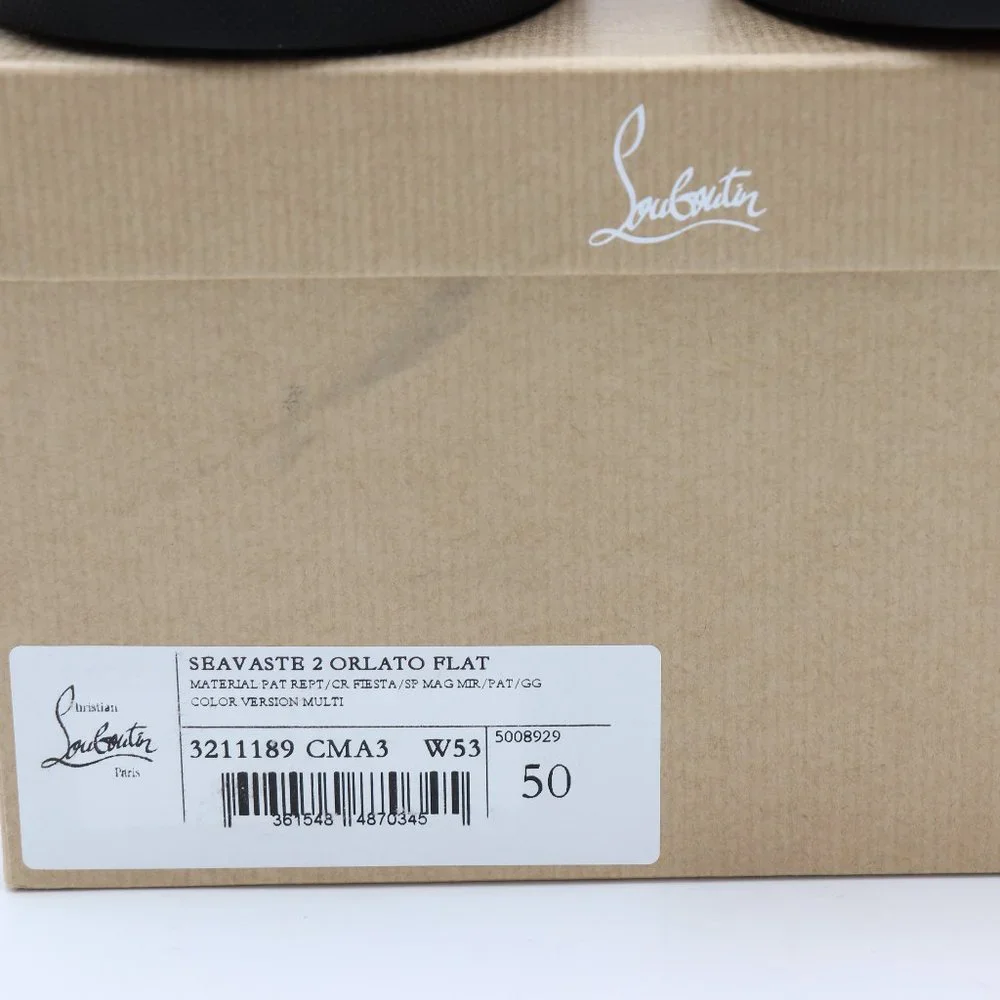 Louboutin
SEAVASTE 2 ORLATO FLAT
MATERIAL PAT REPT/CR FIESTA/SP MAG MIR/PAT/GG
COLOR VERSION MULTI
Christian
Louboutin
Paris
3211189 CMA3 W53
5008929
50
361548 4870345